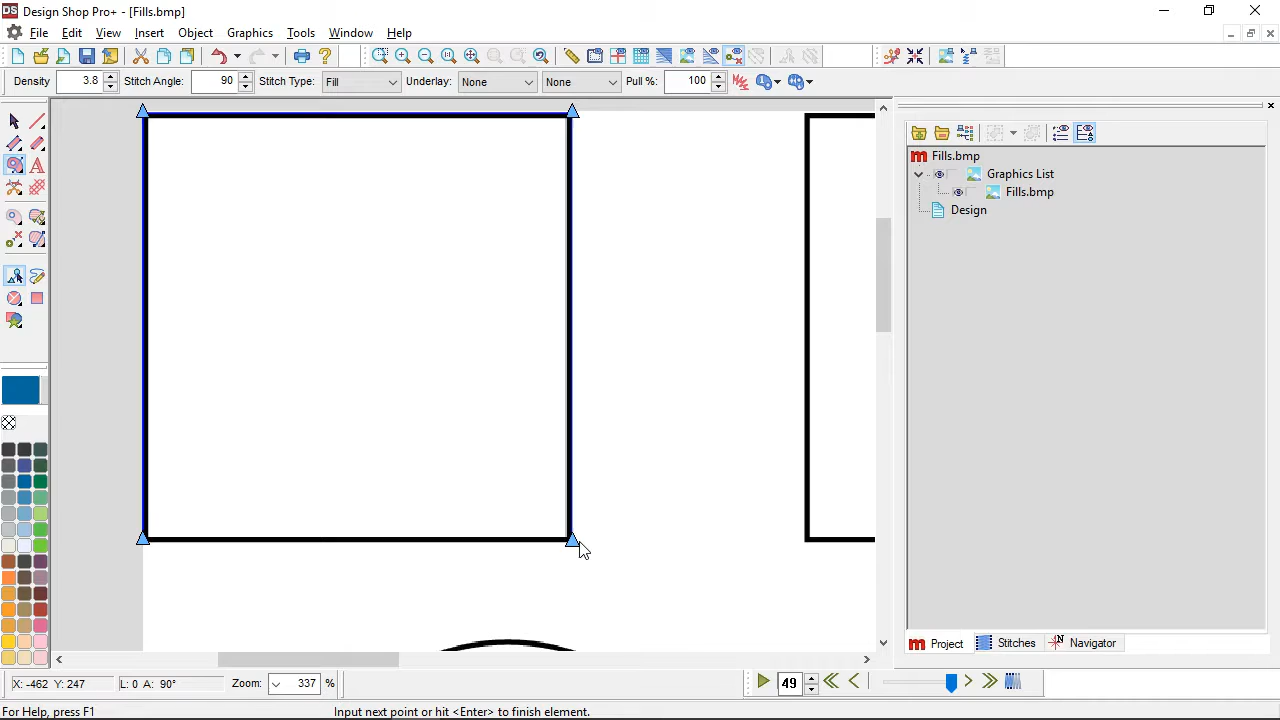 DS Design Shop Pro+ - [Fills.bmp]
File Edit View Insert Object Graphics Tools Window Help
Density 3.8 Stitch Angle: 90 Stitch Type: Fill Underlay: None None Pull %: 100
Fills.bmp
Graphics List
Fills.bmp
Design
Project Stitches Navigator
X: -462 Y: 247 L: 0 A: 90° Zoom: 337 % 49
For Help, press F1 Input next point or hit <Enter> to finish element.